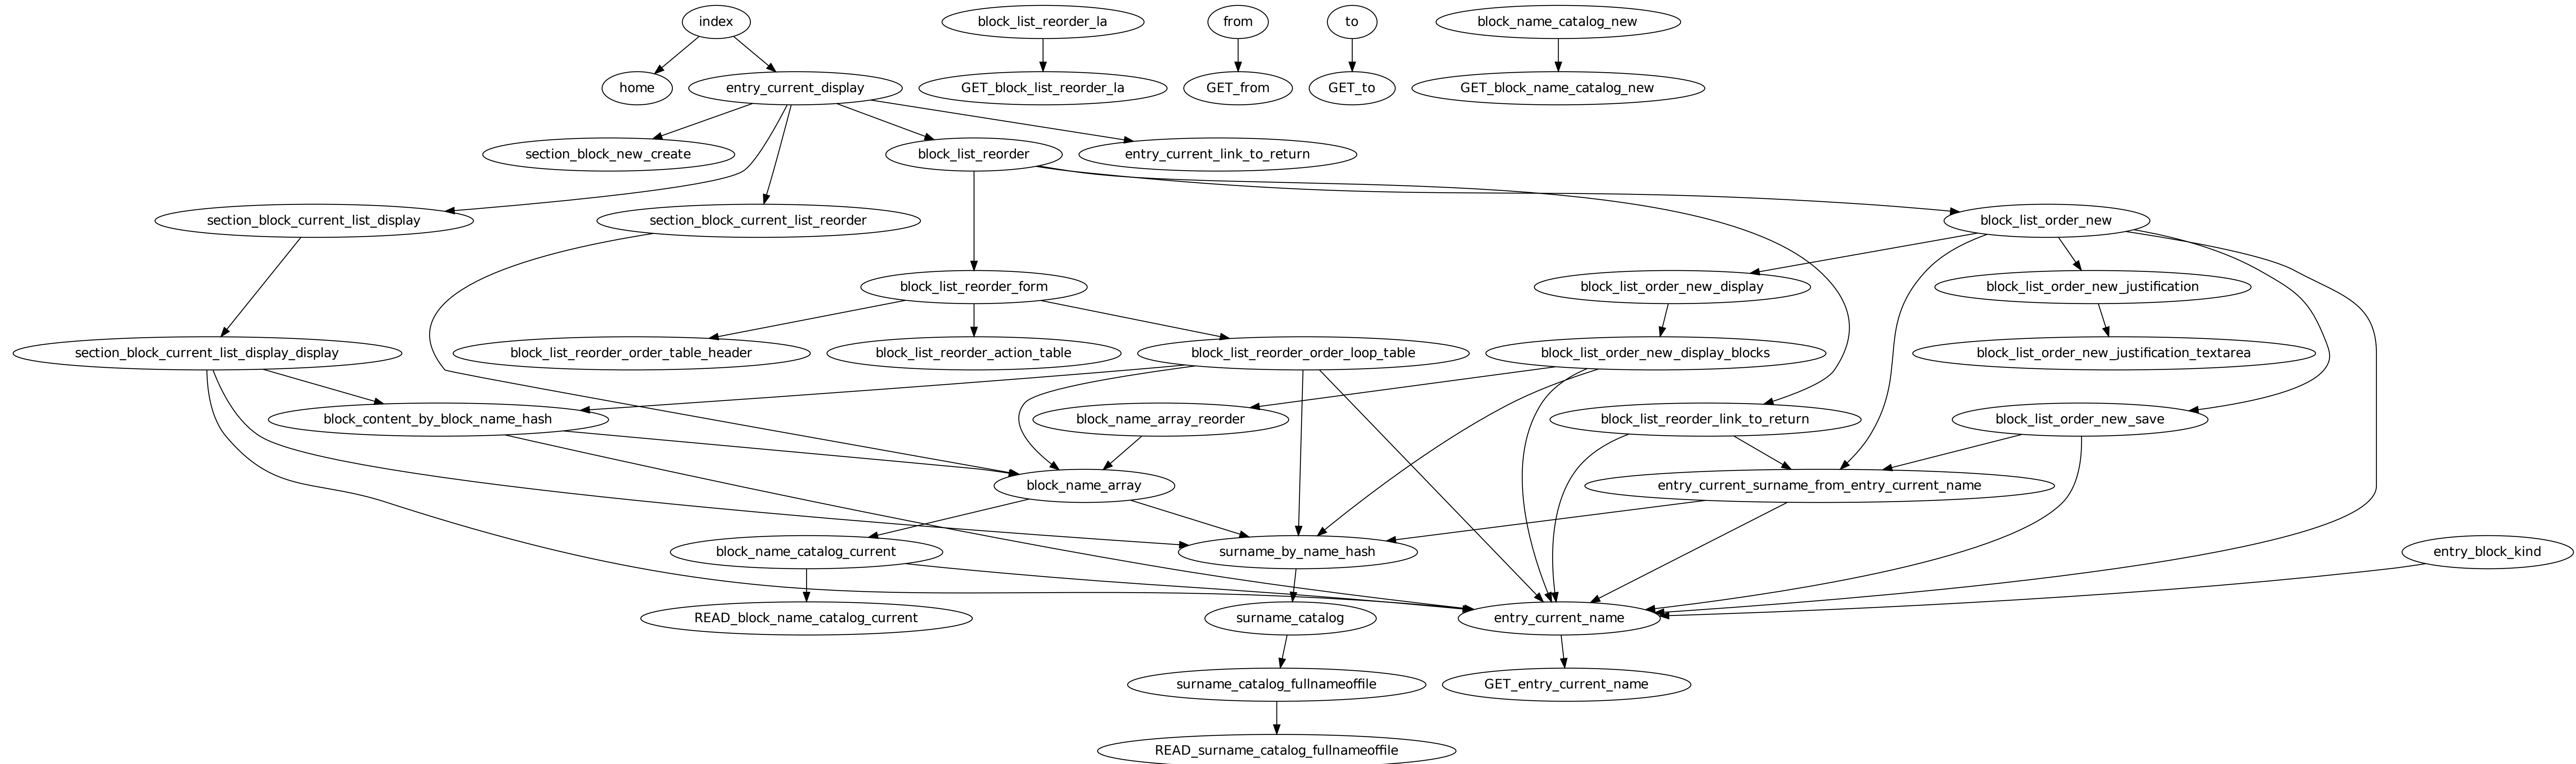 index
block_list_reorder_la
from
to
block_name_catalog_new
home
entry_current_display
GET_block_list_reorder_la
GET_from
GET_to
GET_block_name_catalog_new
section_block_new_create
block_list_reorder
entry_current_link_to_return
section_block_current_list_display
section_block_current_list_reorder
block_list_order_new
block_list_reorder_form
block_list_order_new_display
block_list_order_new_justification
section_block_current_list_display_display
block_list_reorder_order_table_header
block_list_reorder_action_table
block_list_reorder_order_loop_table
block_list_order_new_display_blocks
block_list_order_new_justification_textarea
block_content_by_block_name_hash
block_name_array_reorder
block_list_reorder_link_to_return
block_list_order_new_save
block_name_array
entry_current_surname_from_entry_current_name
block_name_catalog_current
surname_by_name_hash
entry_block_kind
READ_block_name_catalog_current
surname_catalog
entry_current_name
surname_catalog_fullnameoffile
GET_entry_current_name
READ_surname_catalog_fullnameoffile